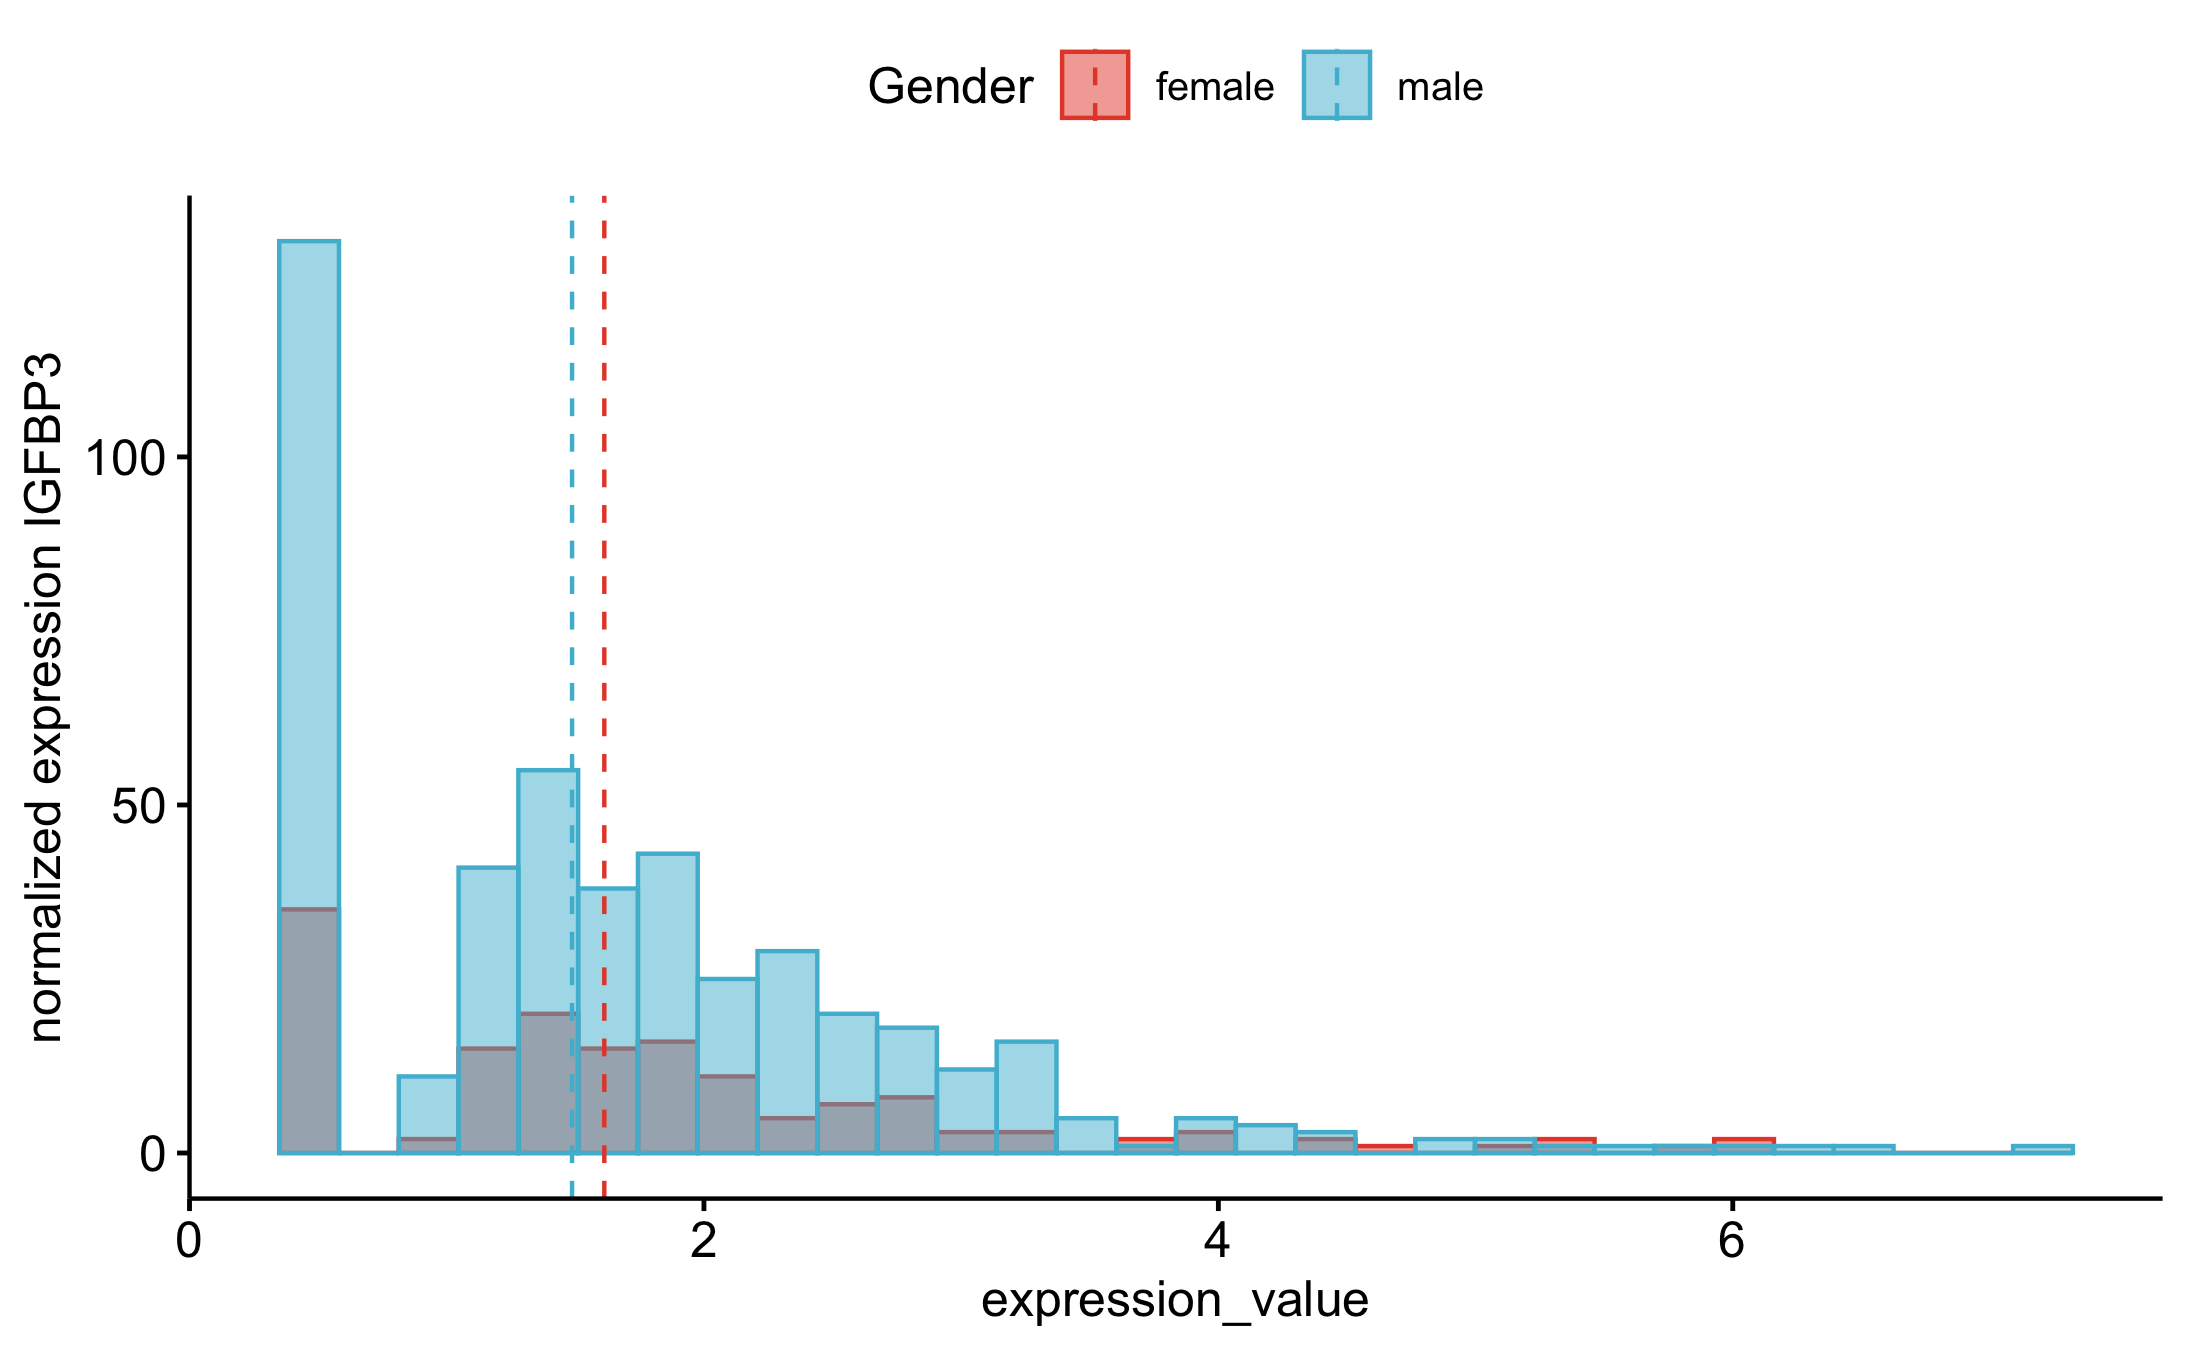 Gender female male
normalized expression IGFBP3
100
50
0
0 2 4 6
expression_value